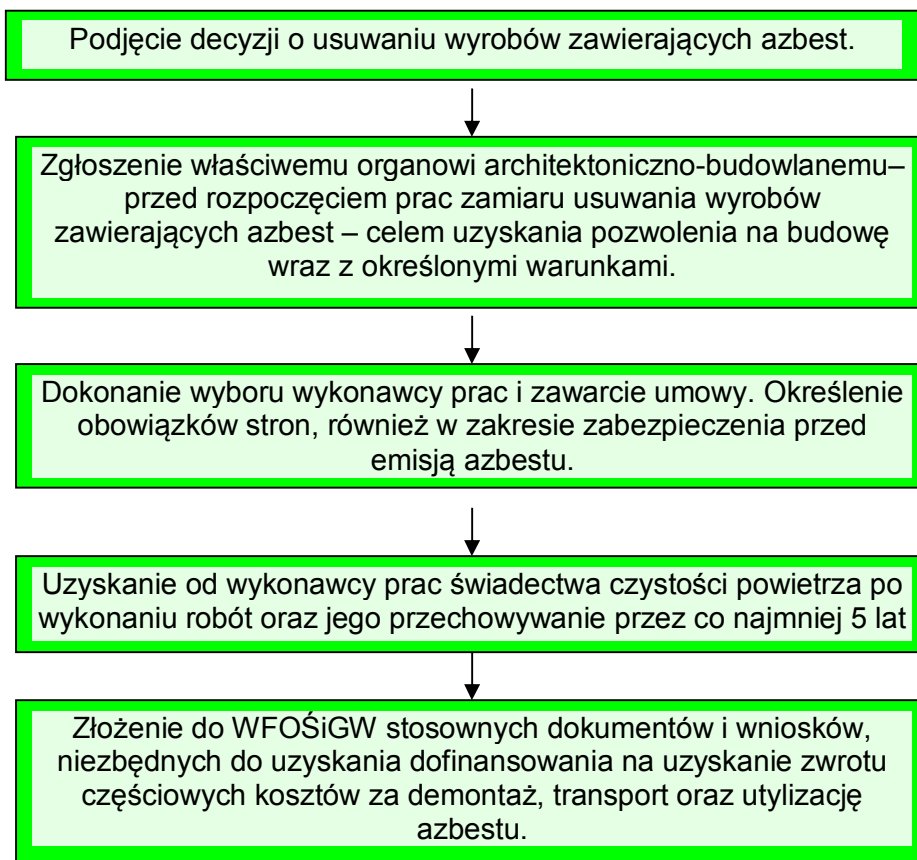 Podjęcie decyzji o usuwaniu wyrobów zawierających azbest.
Zgłoszenie właściwemu organowi architektoniczno-budowlanemu–
przed rozpoczęciem prac zamiaru usuwania wyrobów
zawierających azbest – celem uzyskania pozwolenia na budowę
wraz z określonymi warunkami.
Dokonanie wyboru wykonawcy prac i zawarcie umowy. Określenie
obowiązków stron, również w zakresie zabezpieczenia przed
emisją azbestu.
Uzyskanie od wykonawcy prac świadectwa czystości powietrza po
wykonaniu robót oraz jego przechowywanie przez co najmniej 5 lat
Złożenie do WFOŚiGW stosownych dokumentów i wniosków,
niezbędnych do uzyskania dofinansowania na uzyskanie zwrotu
częściowych kosztów za demontaż, transport oraz utylizację
azbestu.